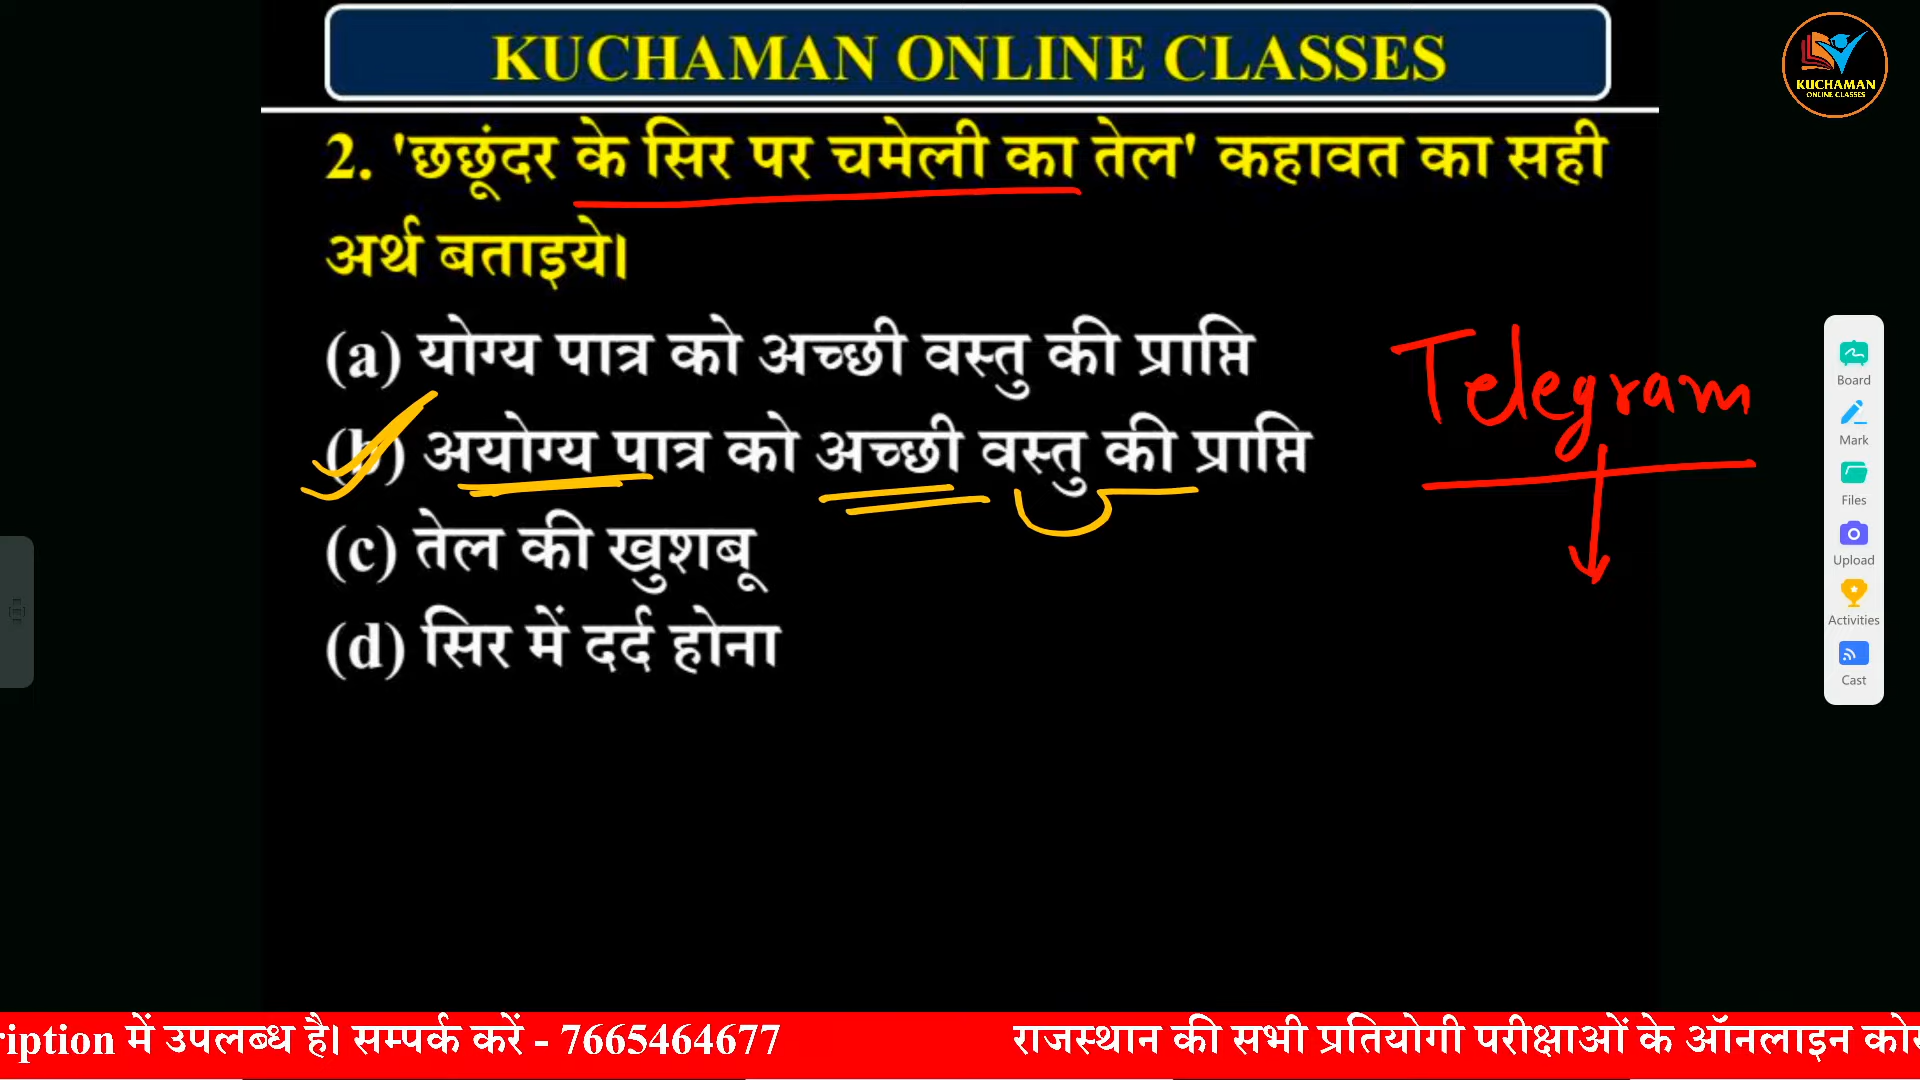 KUCHAMAN ONLINE CLASSES
KUCHAMAN
ONLINE CLASSES
2. 'छछूंदर के सिर पर चमेली का तेल' कहावत का सही
अर्थ बताइये।
(a) योग्य पात्र को अच्छी वस्तु की प्राप्ति
(b) अयोग्य पात्र को अच्छी वस्तु की प्राप्ति
(c) तेल की खुशबू
(d) सिर में दर्द होना
Telegram
Board
Mark
Files
Upload
Activities
Cast
ription में उपलब्ध है। सम्पर्क करें - 7665464677 राजस्थान की सभी प्रतियोगी परीक्षाओं के ऑनलाइन कोर